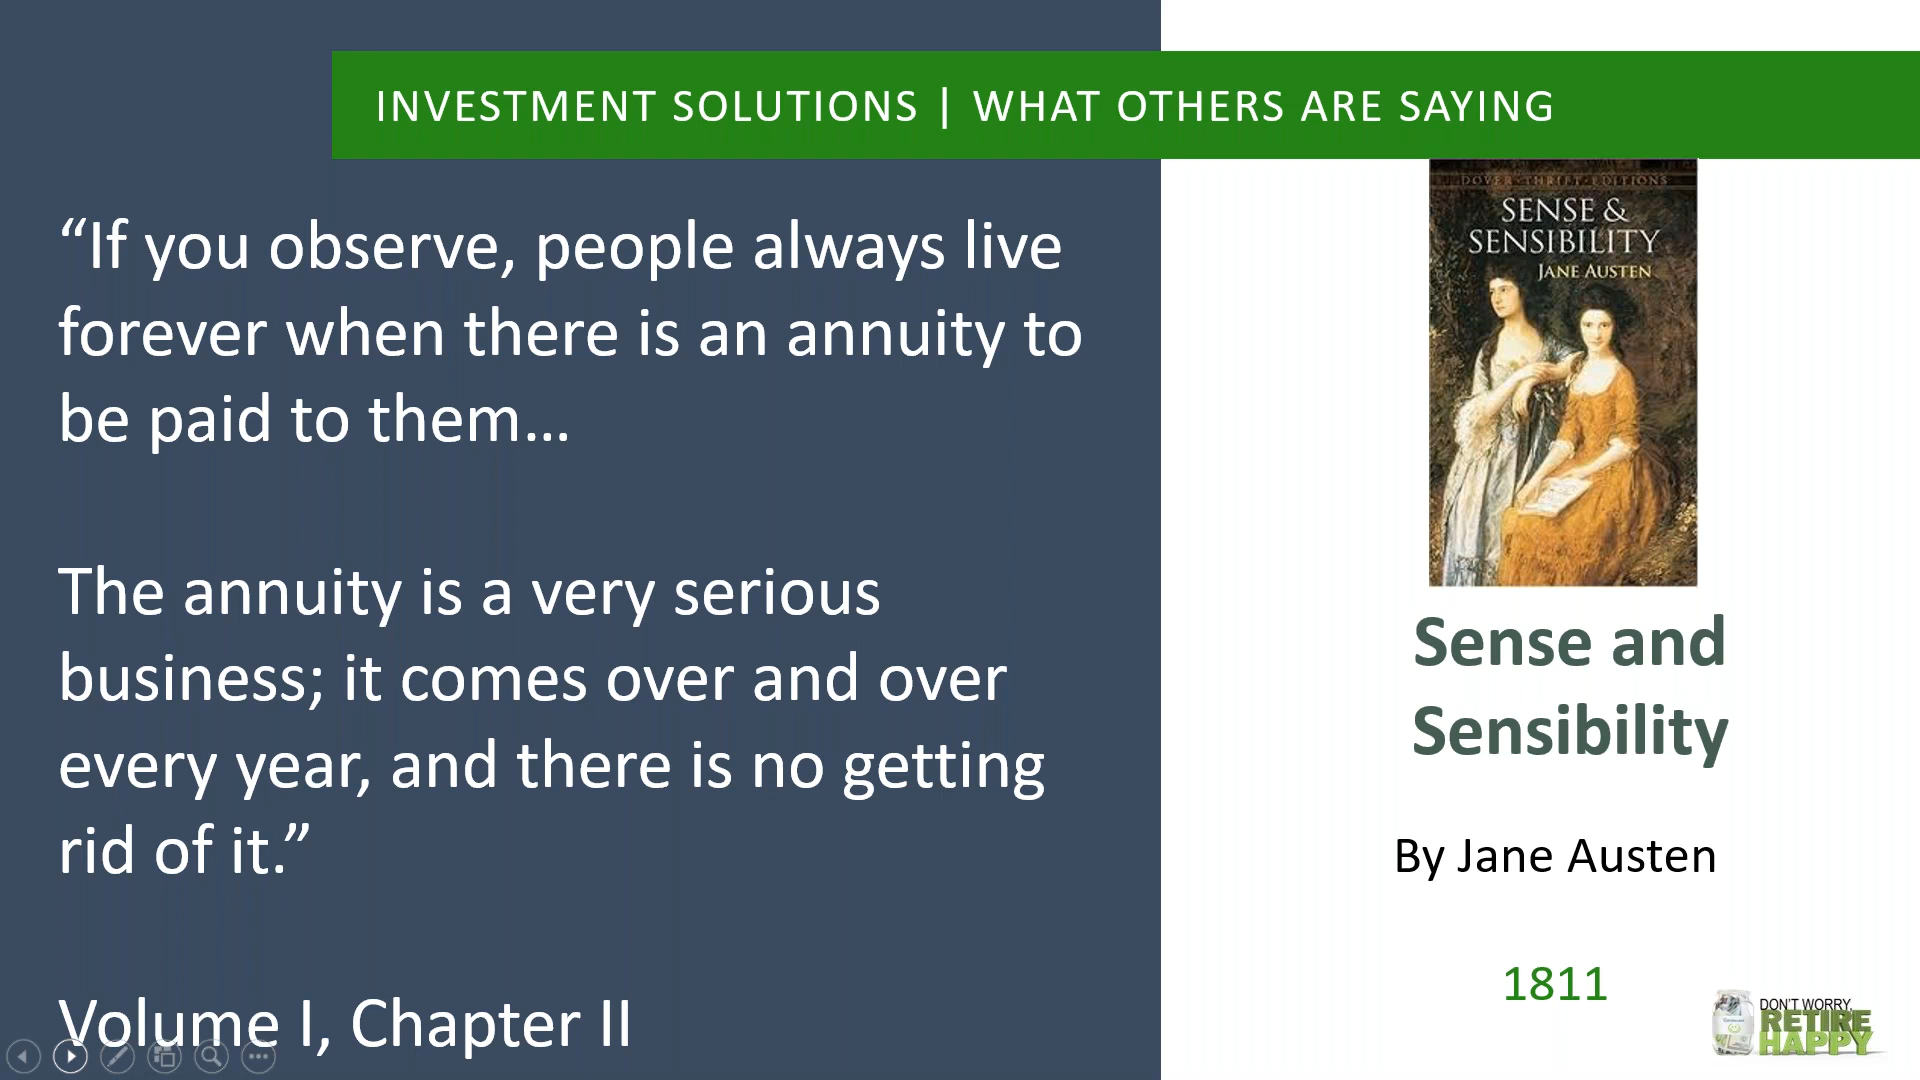 INVESTMENT SOLUTIONS | WHAT OTHERS ARE SAYING
“If you observe, people always live
forever when there is an annuity to
be paid to them…
The annuity is a very serious
business; it comes over and over
every year, and there is no getting
rid of it.”
Volume I, Chapter II
DOVER · THRIFT · EDITIONS
SENSE &
SENSIBILITY
JANE AUSTEN
Sense and
Sensibility
By Jane Austen
1811
DON'T WORRY,
RETIRE
HAPPY